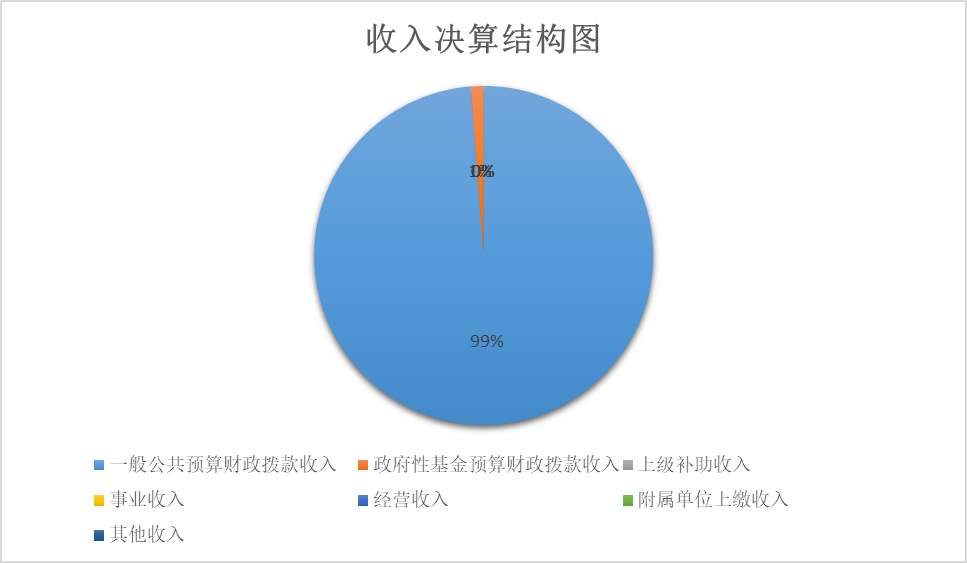 收入决算结构图
0%
99%
一般公共预算财政拨款收入 政府性基金预算财政拨款收入 上级补助收入
事业收入 经营收入 附属单位上缴收入
其他收入